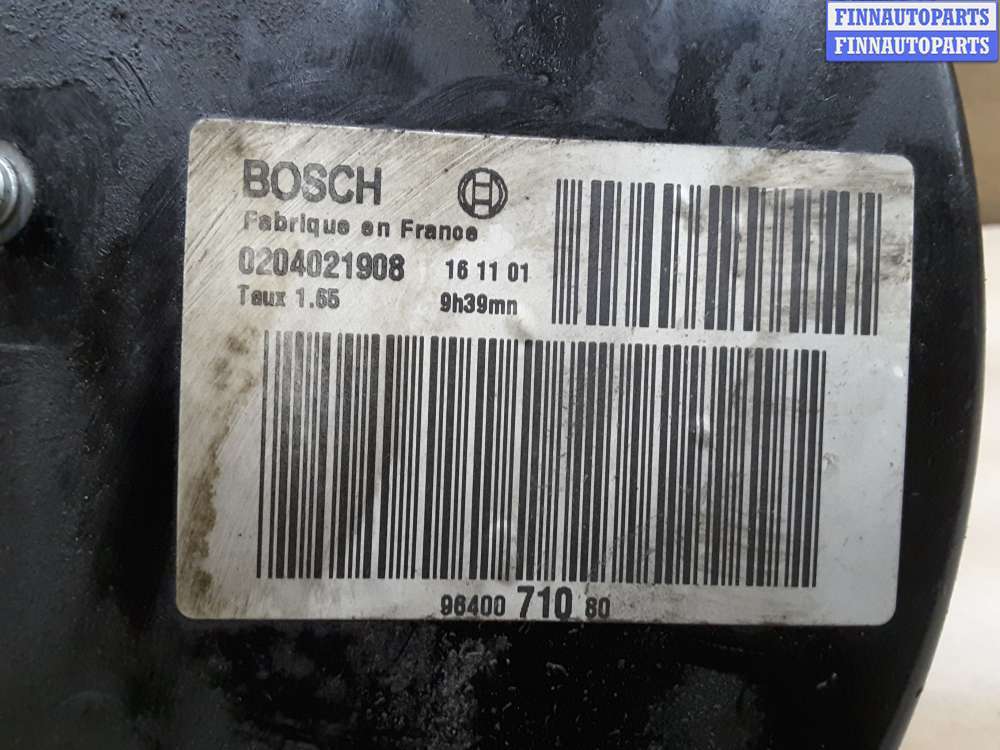 FINNAUTOPARTS
FINNAUTOPARTS
BOSCH
Fabrique en France
0204021908 16 11 01
Taux 1.65 9h39mn
96400 710 80